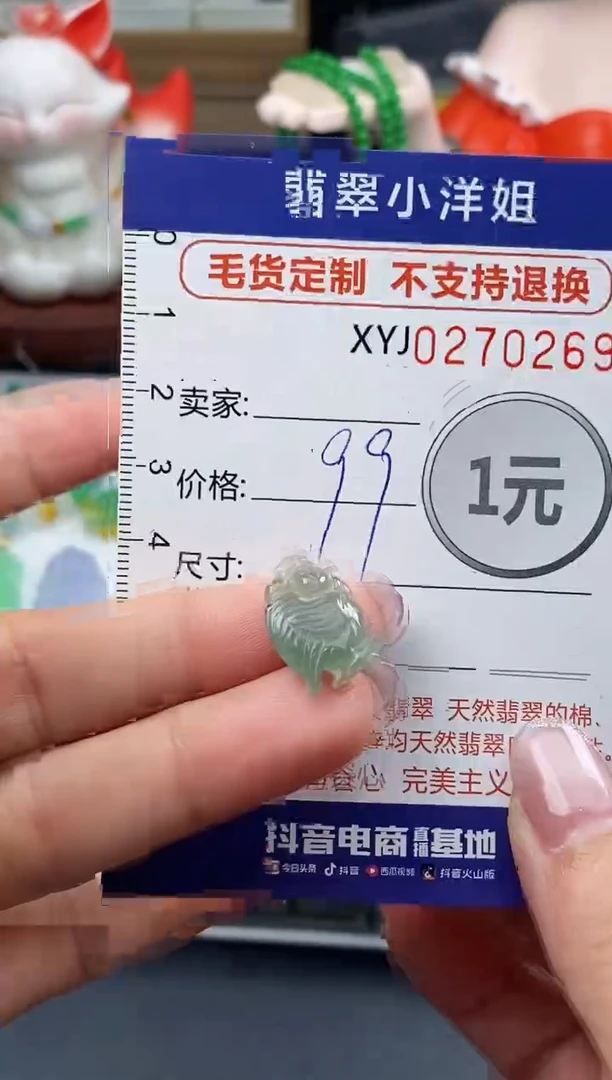 翡翠小洋姐
毛货定制 不支持退换
XYJ0270269
0
1
2
3
4
卖家:
价格: 99
1元
尺寸:
翡翠 天然翡翠的棉、
均天然翡翠
完美主义
抖音电商直播基地
今日头条 抖音 西瓜视频 抖音火山版